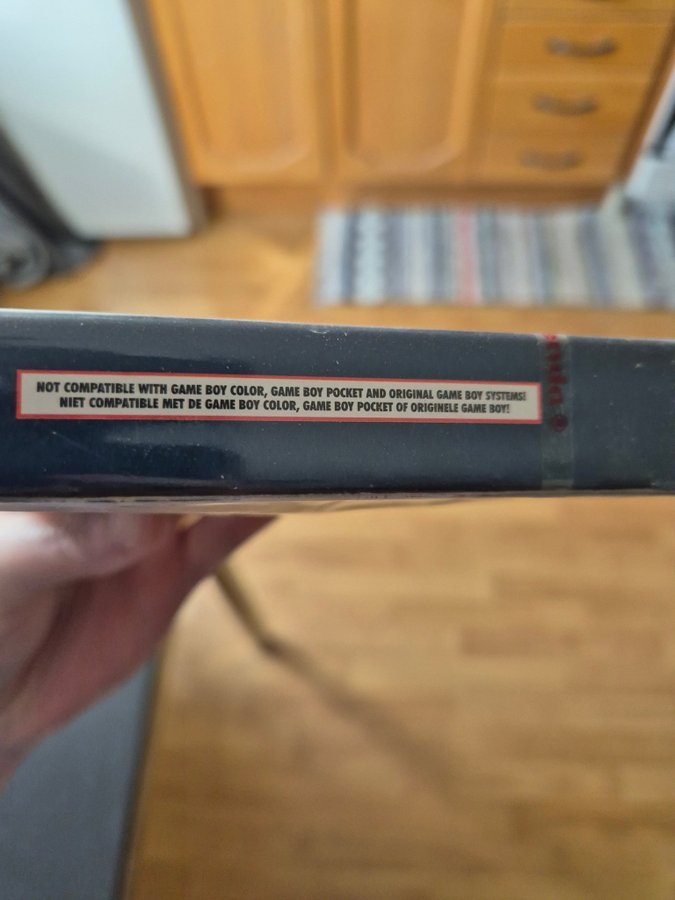 NOT COMPATIBLE WITH GAME BOY COLOR, GAME BOY POCKET AND ORIGINAL GAME BOY SYSTEMS!
NIET COMPATIBLE MET DE GAME BOY COLOR, GAME BOY POCKET OF ORIGINELE GAME BOY!